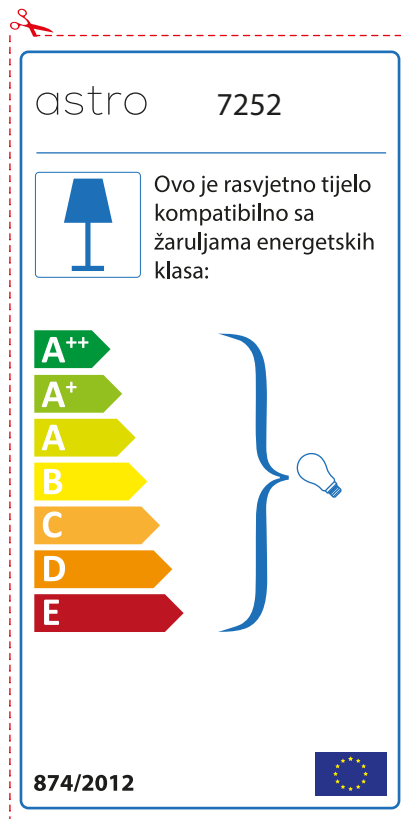 astro 7252
Ovo je rasvjetno tijelo
kompatibilno sa
žaruljama energetskih
klasa:
A++
A+
A
B
C
D
E
874/2012